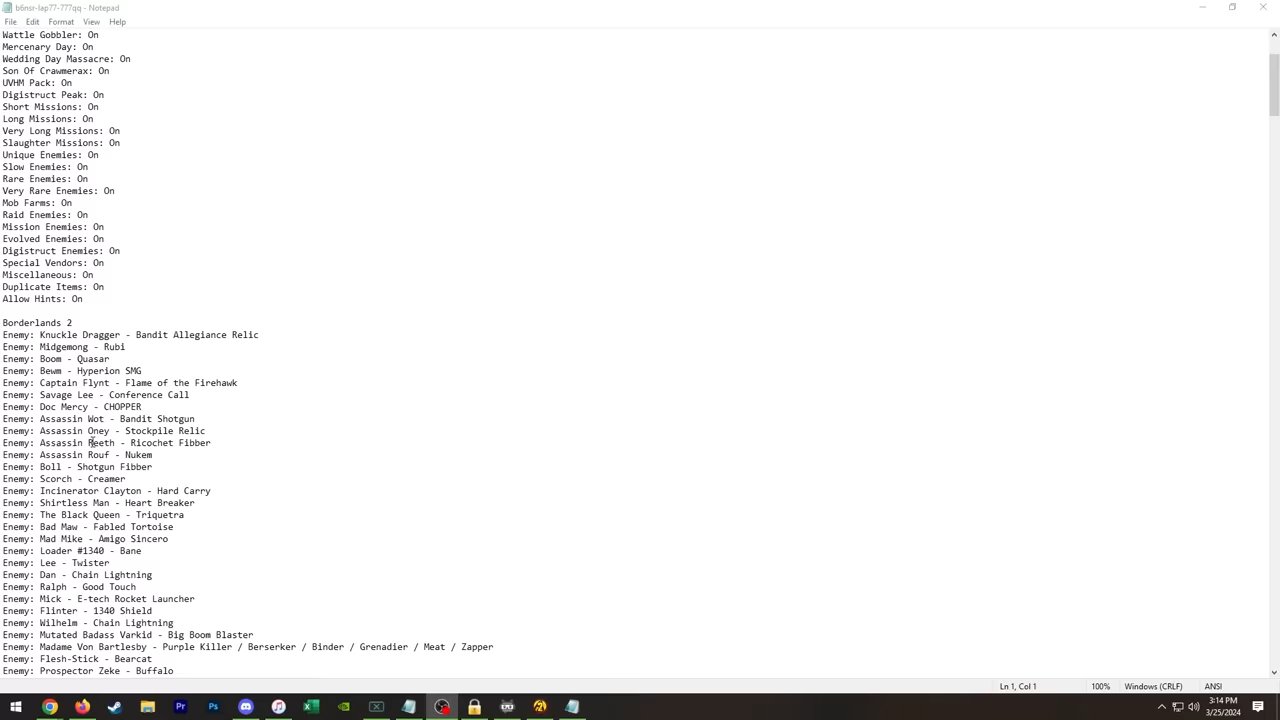 b6nsr-lap77-777qq - Notepad
File Edit Format View Help
Wattle Gobbler: On
Mercenary Day: On
Wedding Day Massacre: On
Son Of Crawmerax: On
UVHM Pack: On
Digistruct Peak: On
Short Missions: On
Long Missions: On
Very Long Missions: On
Slaughter Missions: On
Unique Enemies: On
Slow Enemies: On
Rare Enemies: On
Very Rare Enemies: On
Mob Farms: On
Raid Enemies: On
Mission Enemies: On
Evolved Enemies: On
Digistruct Enemies: On
Special Vendors: On
Miscellaneous: On
Duplicate Items: On
Allow Hints: On
Borderlands 2
Enemy: Knuckle Dragger - Bandit Allegiance Relic
Enemy: Midgemong - Rubi
Enemy: Boom - Quasar
Enemy: Bewm - Hyperion SMG
Enemy: Captain Flynt - Flame of the Firehawk
Enemy: Savage Lee - Conference Call
Enemy: Doc Mercy - CHOPPER
Enemy: Assassin Wot - Bandit Shotgun
Enemy: Assassin Oney - Stockpile Relic
Enemy: Assassin Reeth - Ricochet Fibber
Enemy: Assassin Rouf - Nukem
Enemy: Boll - Shotgun Fibber
Enemy: Scorch - Creamer
Enemy: Incinerator Clayton - Hard Carry
Enemy: Shirtless Man - Heart Breaker
Enemy: The Black Queen - Triquetra
Enemy: Bad Maw - Fabled Tortoise
Enemy: Mad Mike - Amigo Sincero
Enemy: Loader #1340 - Bane
Enemy: Lee - Twister
Enemy: Dan - Chain Lightning
Enemy: Ralph - Good Touch
Enemy: Mick - E-tech Rocket Launcher
Enemy: Flinter - 1340 Shield
Enemy: Wilhelm - Chain Lightning
Enemy: Mutated Badass Varkid - Big Boom Blaster
Enemy: Madame Von Bartlesby - Purple Killer / Berserker / Binder / Grenadier / Meat / Zapper
Enemy: Flesh-Stick - Bearcat
Enemy: Prospector Zeke - Buffalo
Ln 1, Col 1 100% Windows (CRLF) ANSI
Pr Ps
3:14 PM
3/25/2024